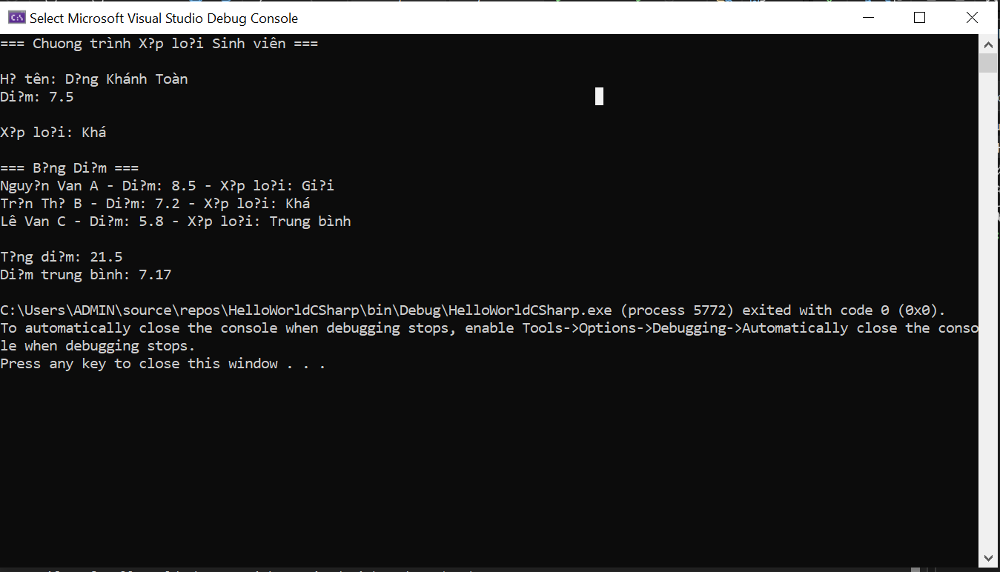 Select Microsoft Visual Studio Debug Console
=== Chuong trình X?p lo?i Sinh viên ===
H? tên: D?ng Khánh Toàn
Di?m: 7.5
X?p lo?i: Khá
=== B?ng Di?m ===
Nguy?n Van A - Di?m: 8.5 - X?p lo?i: Gi?i
Tr?n Th? B - Di?m: 7.2 - X?p lo?i: Khá
Lê Van C - Di?m: 5.8 - X?p lo?i: Trung bình
T?ng di?m: 21.5
Di?m trung bình: 7.17
C:\Users\ADMIN\source\repos\HelloWorldCSharp\bin\Debug\HelloWorldCSharp.exe (process 5772) exited with code 0 (0x0).
To automatically close the console when debugging stops, enable Tools->Options->Debugging->Automatically close the conso
le when debugging stops.
Press any key to close this window . . .